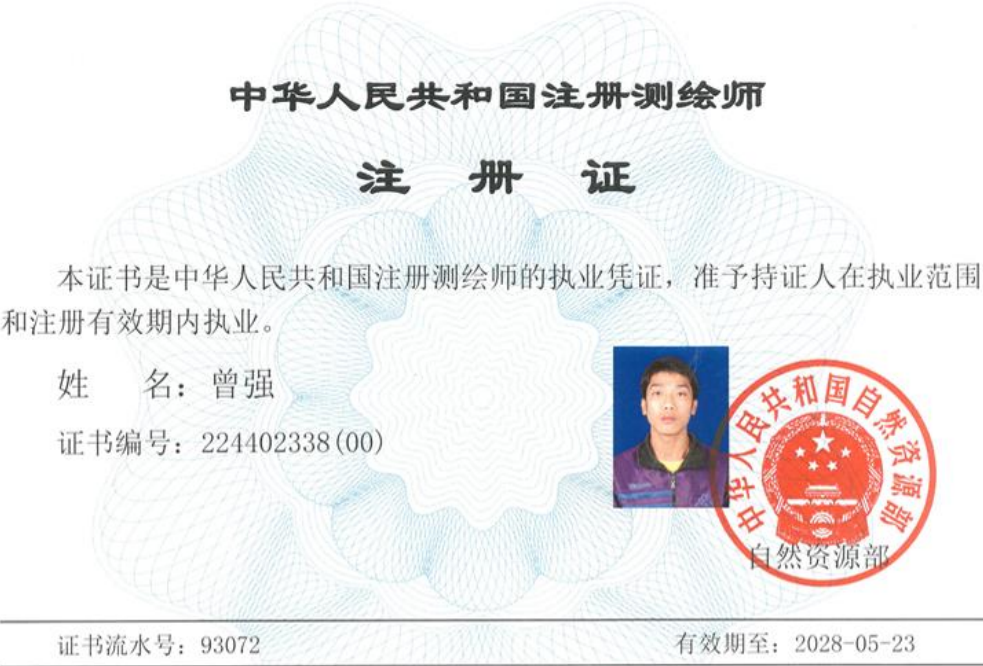 中华人民共和国注册测绘师
注 册 证
本证书是中华人民共和国注册测绘师的执业凭证，准予持证人在执业范围
和注册有效期内执业。
姓 名：曾强
证书编号：224402338(00)
中华人民共和国自然资源部
自然资源部
证书流水号：93072
有效期至：2028-05-23